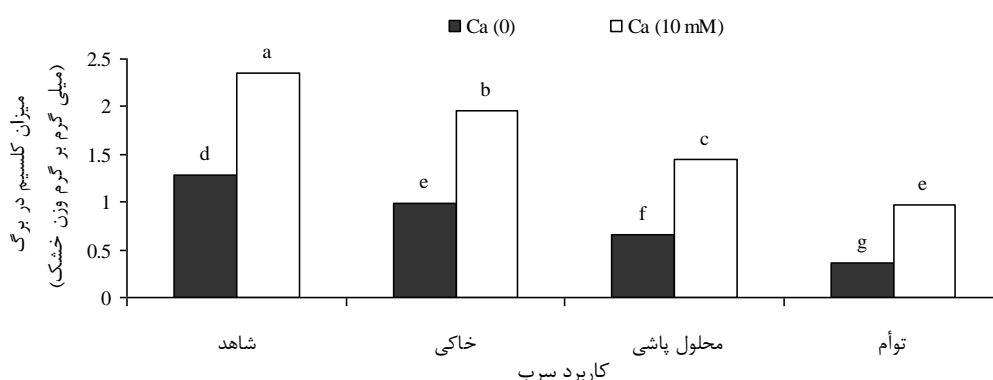 Ca (0) Ca (10 mM)
میزان کلسیم در برگ
(میلی گرم بر گرم وزن خشک)
2.5
2
1.5
1
0.5
0
a
b
c
d
e
e
f
g
شاهد خاکی محلول پاشی توأم
کاربرد سرب